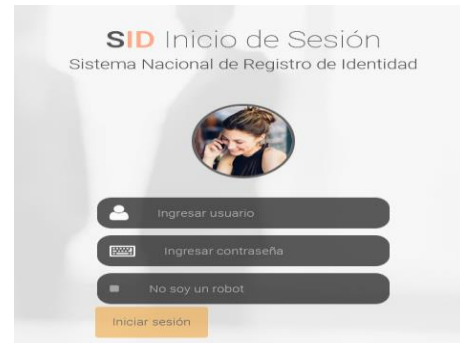 SID Inicio de Sesión
Sistema Nacional de Registro de Identidad
Ingresar usuario
Ingresar contraseña
No soy un robot
Iniciar sesión